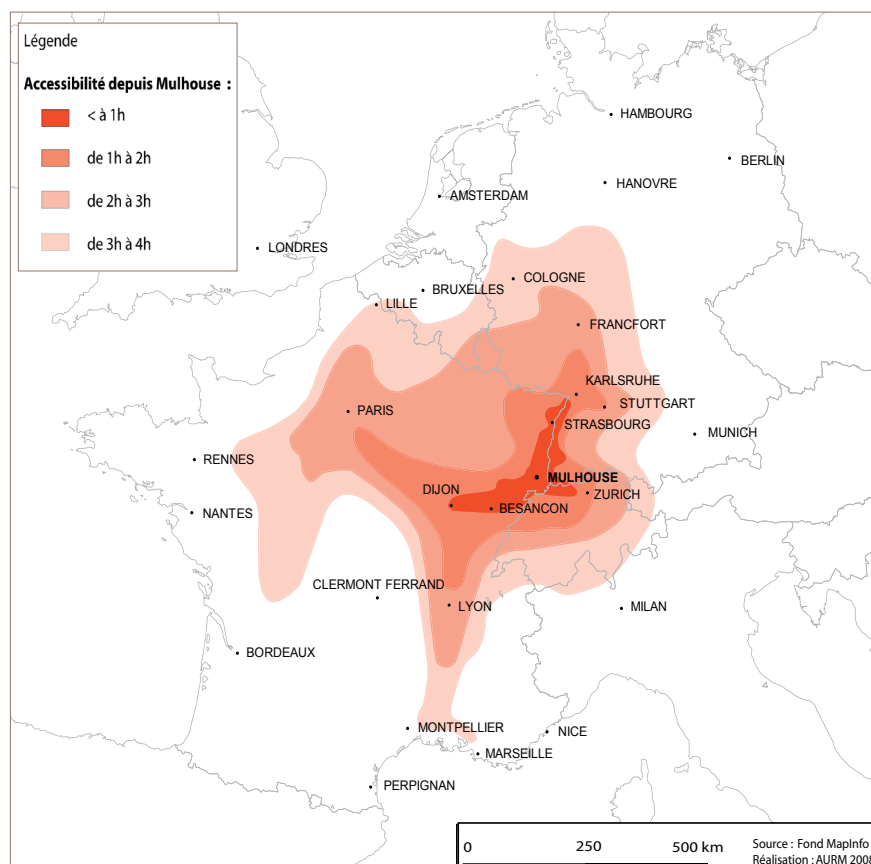 Légende
Accessibilité depuis Mulhouse :
< à 1h
de 1h à 2h
de 2h à 3h
de 3h à 4h
HAMBOURG
BERLIN
HANOVRE
AMSTERDAM
LONDRES
COLOGNE
BRUXELLES
LILLE
FRANCFORT
KARLSRUHE
STUTTGART
PARIS
STRASBOURG
MUNICH
RENNES
MULHOUSE
DIJON
ZURICH
BESANCON
NANTES
CLERMONT FERRAND
LYON
MILAN
BORDEAUX
MONTPELLIER
NICE
MARSEILLE
PERPIGNAN
0 250 500 km
Source : Fond MapInfo
Réalisation : AURM 2008